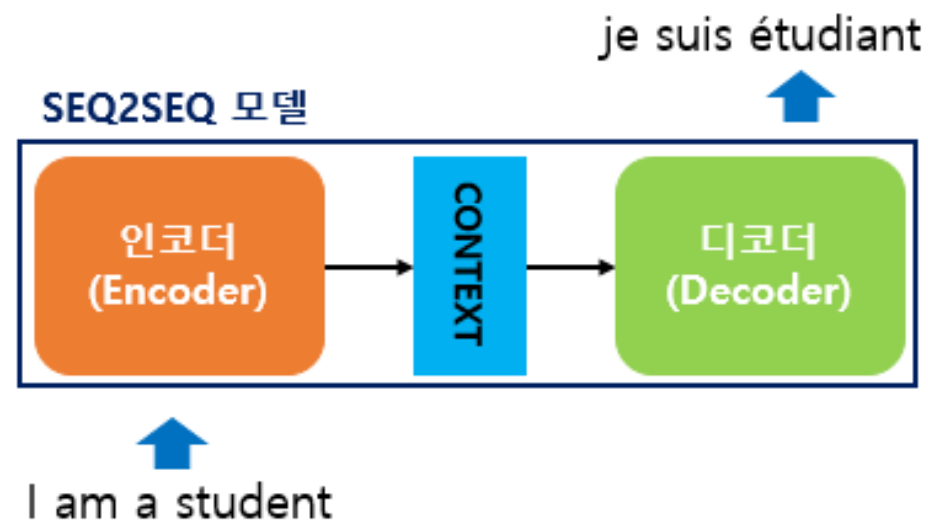 je suis étudiant
SEQ2SEQ 모델
인코더
(Encoder)
CONTEXT
디코더
(Decoder)
I am a student